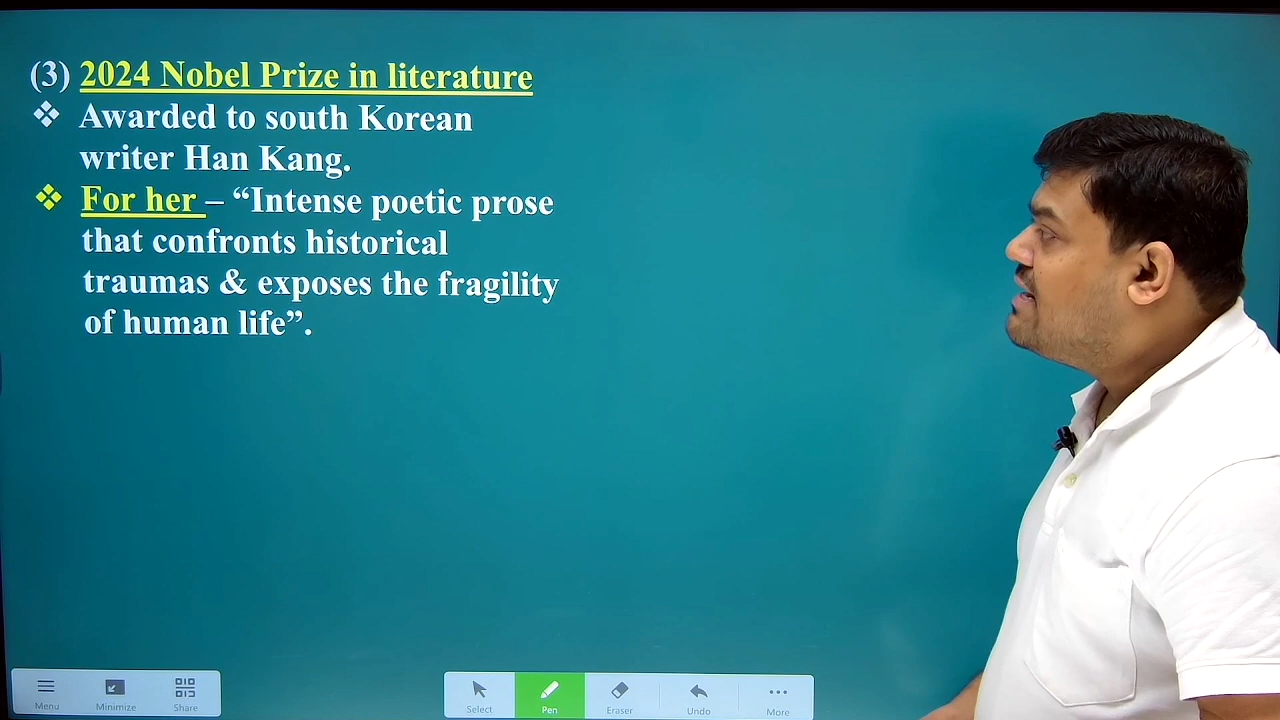 (3) 2024 Nobel Prize in literature
❖ Awarded to south Korean
writer Han Kang.
❖ For her – “Intense poetic prose
that confronts historical
traumas & exposes the fragility
of human life”.
Menu Minimize Share Select Pen Eraser Undo More